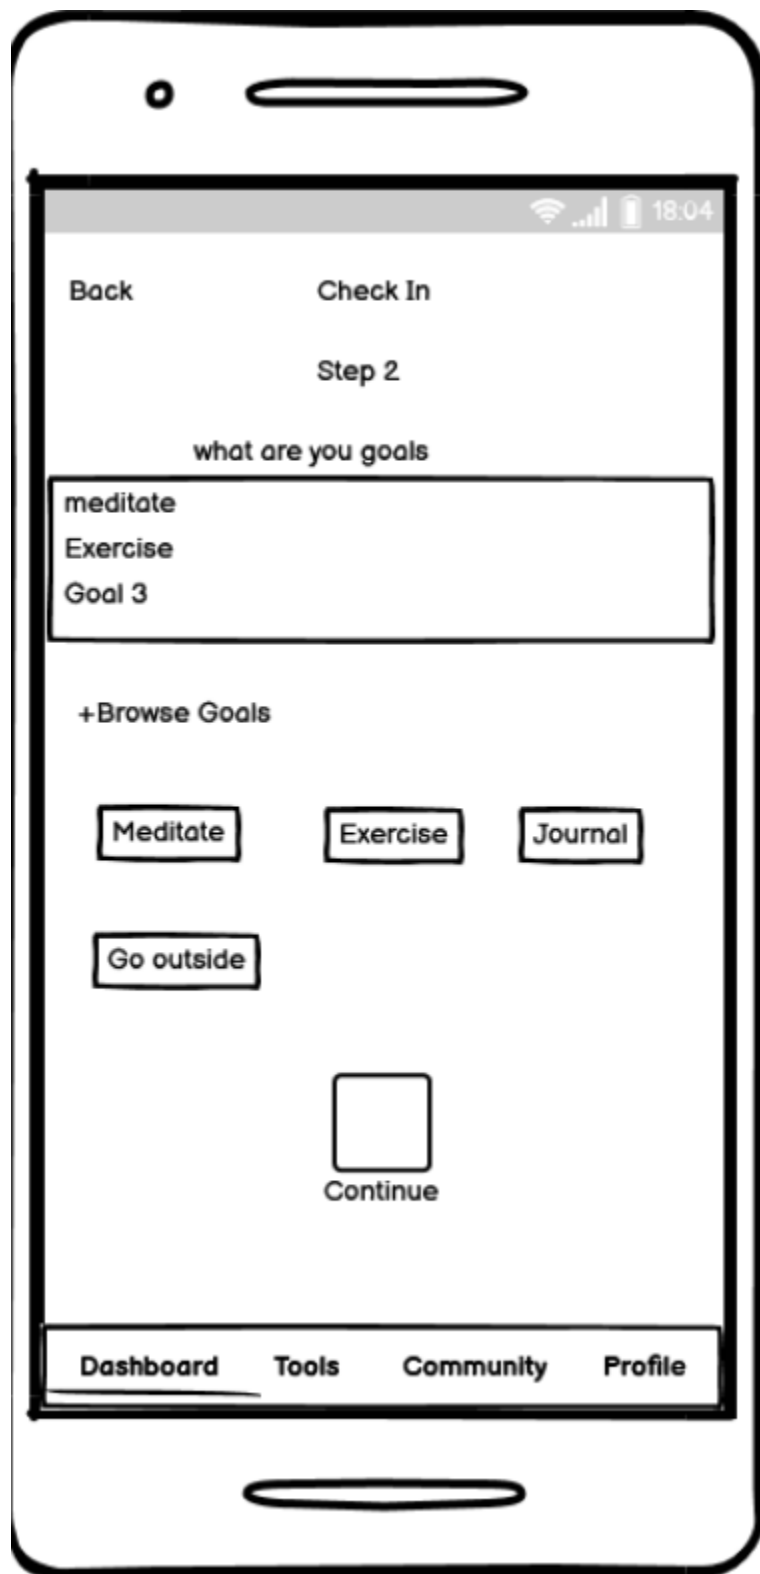 18:04
Back Check In
Step 2
what are you goals
meditate
Exercise
Goal 3
+Browse Goals
Meditate Exercise Journal
Go outside
Continue
Dashboard Tools Community Profile